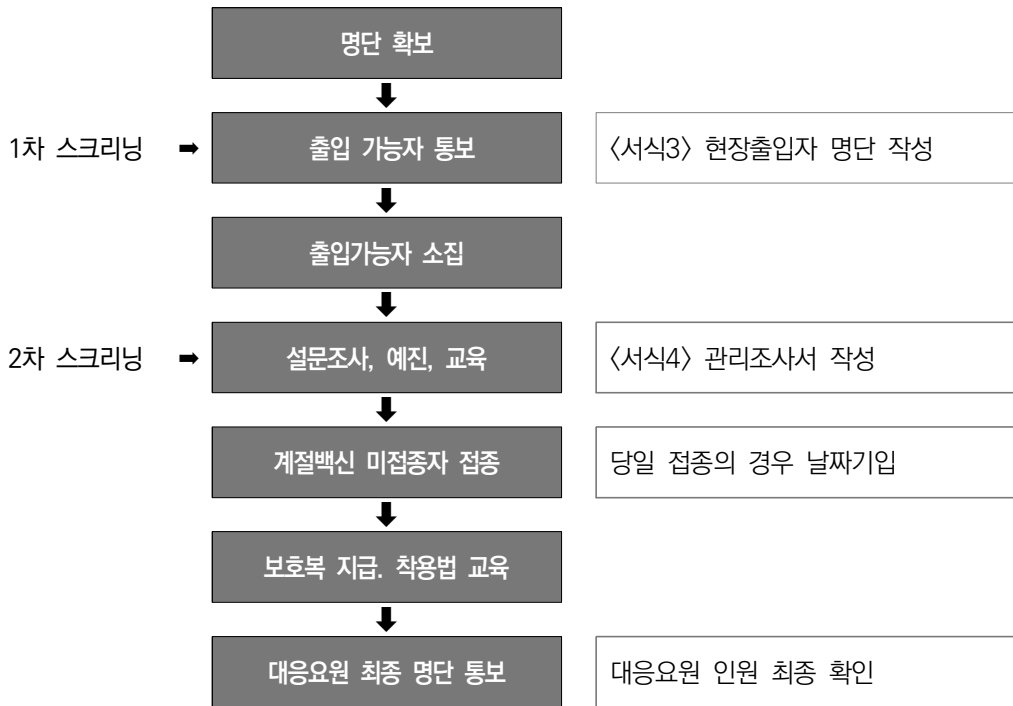 명단 확보
1차 스크리닝 ➡ 출입 가능자 통보 〈서식3〉 현장출입자 명단 작성
출입가능자 소집
2차 스크리닝 ➡ 설문조사, 예진, 교육 〈서식4〉 관리조사서 작성
계절백신 미접종자 접종 당일 접종의 경우 날짜기입
보호복 지급. 착용법 교육
대응요원 최종 명단 통보 대응요원 인원 최종 확인